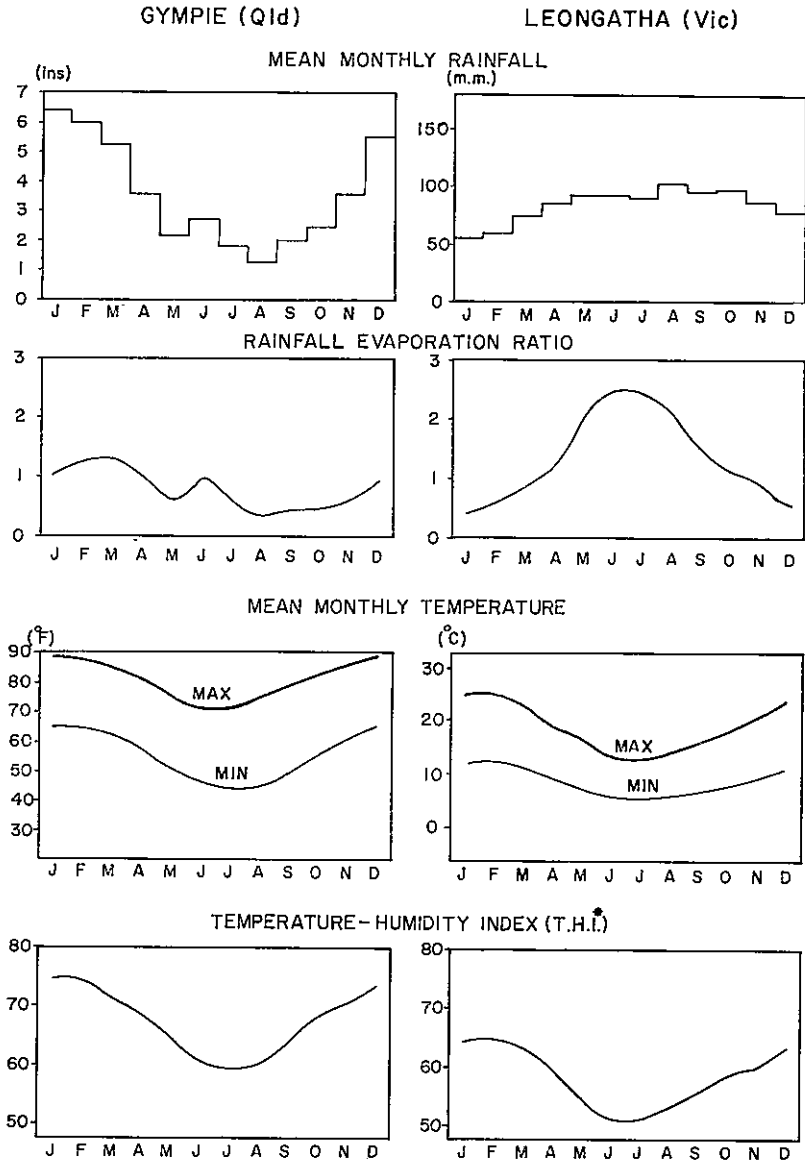 GYMPIE (Qld) LEONGATHA (Vic)
MEAN MONTHLY RAINFALL
(ins) (m.m.)
7
6
5
4
3
2
1
0
150
100
50
0
J F M A M J J A S O N D J F M A M J J A S O N D
RAINFALL EVAPORATION RATIO
3
2
1
0
3
2
1
0
J F M A M J J A S O N D J F M A M J J A S O N D
MEAN MONTHLY TEMPERATURE
(°F) (°C)
90
80
70
60
50
40
30
MAX
MIN
30
20
10
0
MAX
MIN
J F M A M J J A S O N D J F M A M J J A S O N D
TEMPERATURE-HUMIDITY INDEX (T.H.I.*)
80
70
60
50
80
70
60
50
J F M A M J J A S O N D J F M A M J J A S O N D